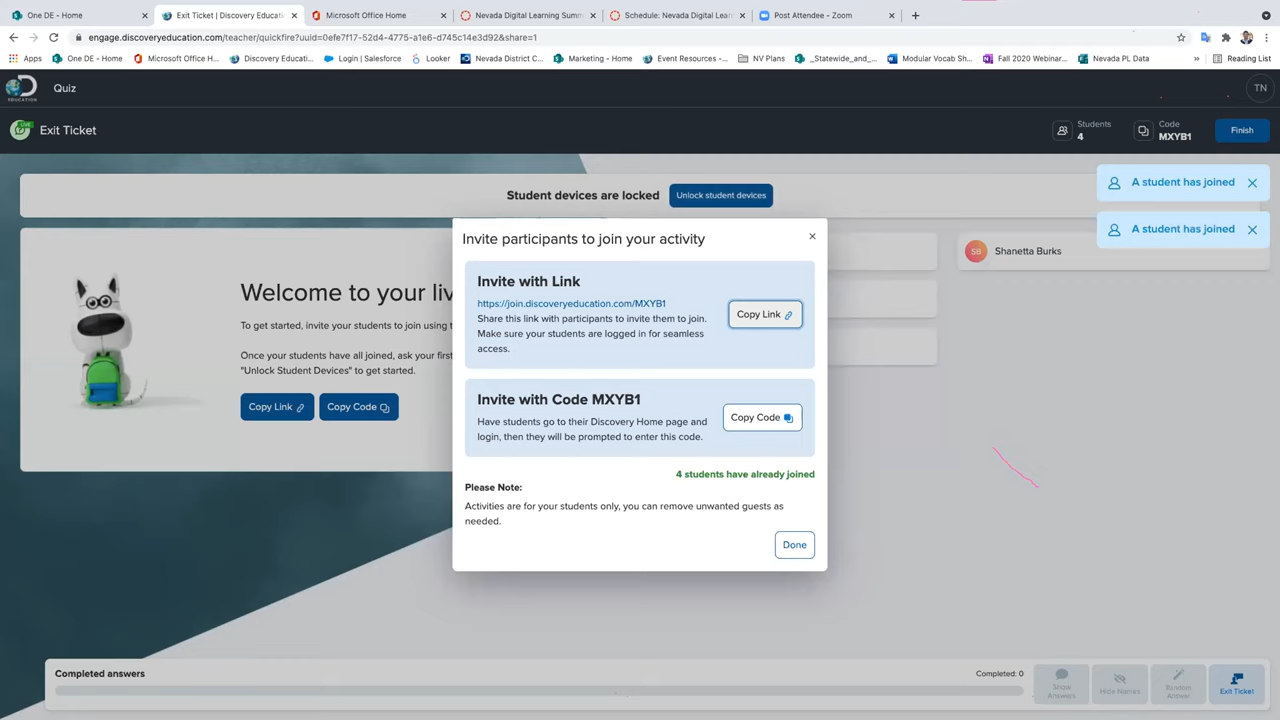 One DE - Home
Exit Ticket | Discovery Educatio
Microsoft Office Home
Nevada Digital Learning Summ
Schedule: Nevada Digital Lear
Post Attendee - Zoom
engage.discoveryeducation.com/teacher/quickfire?uuid=0efe7f17-52d4-4775-a1e6-d745c14e3d92&share=1
Apps
One DE - Home
Microsoft Office H...
Discovery Educati...
Login | Salesforce
Looker
Nevada District C...
Marketing - Home
Event Resources -...
NV Plans
_Statewide_and_...
Modular Vocab Sh...
Fall 2020 Webinar...
Nevada PL Data
»
Reading List
EDUCATION
Quiz
TN
LIVE
Exit Ticket
Students
4
Code
MXYB1
Finish
Student devices are locked
Unlock student devices
A student has joined
A student has joined
SB
Shanetta Burks
Welcome to your liv
To get started, invite your students to join using t
Once your students have all joined, ask your first
"Unlock Student Devices" to get started.
Copy Link
Copy Code
Invite participants to join your activity
Invite with Link
https://join.discoveryeducation.com/MXYB1
Share this link with participants to invite them to join.
Make sure your students are logged in for seamless
access.
Copy Link
Invite with Code MXYB1
Have students go to their Discovery Home page and
login, then they will be prompted to enter this code.
Copy Code
4 students have already joined
Please Note:
Activities are for your students only, you can remove unwanted guests as
needed.
Done
Completed answers
Completed: 0
Show
Answers
Hide Names
Random
Answer
Exit Ticket